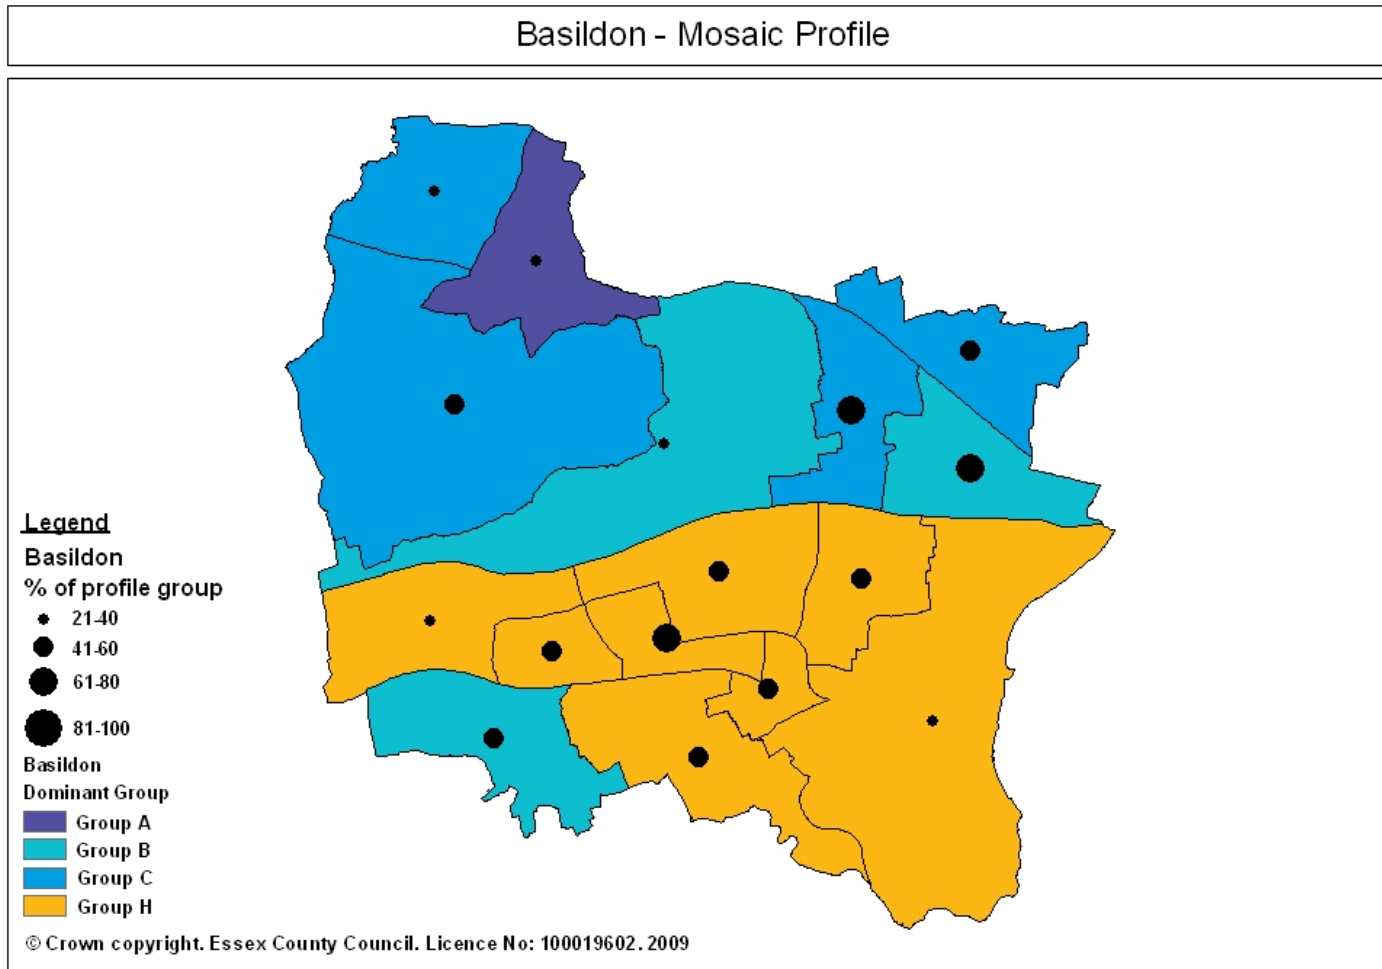 Basildon - Mosaic Profile
Legend
Basildon
% of profile group
21-40
41-60
61-80
81-100
Basildon
Dominant Group
Group A
Group B
Group C
Group H
© Crown copyright. Essex County Council. Licence No: 100019602. 2009